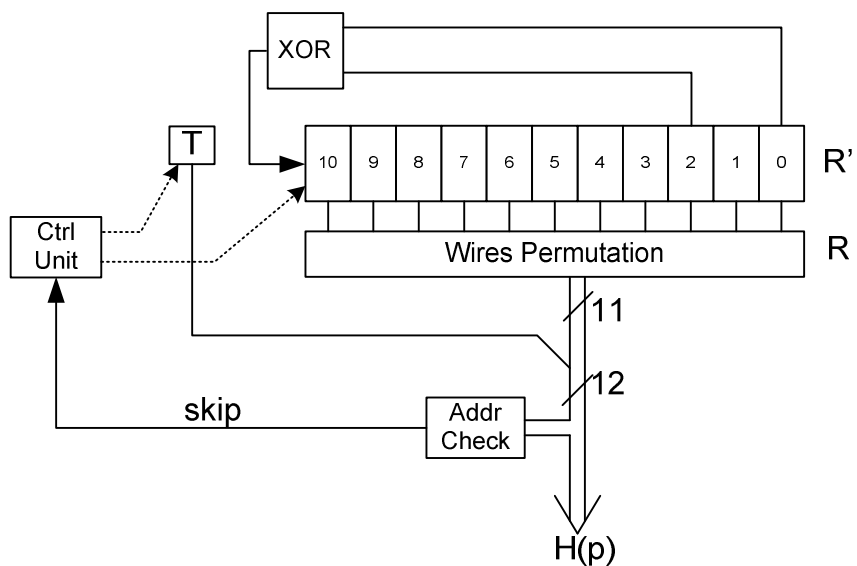 XOR
T
10 9 8 7 6 5 4 3 2 1 0
R’
Ctrl
Unit
Wires Permutation
R
11
12
skip
Addr
Check
H(p)